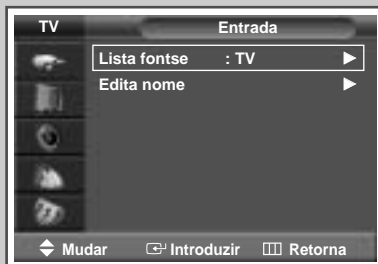 TV Entrada
Lista fontse : TV
Edita nome
Mudar Introduzir Retorna